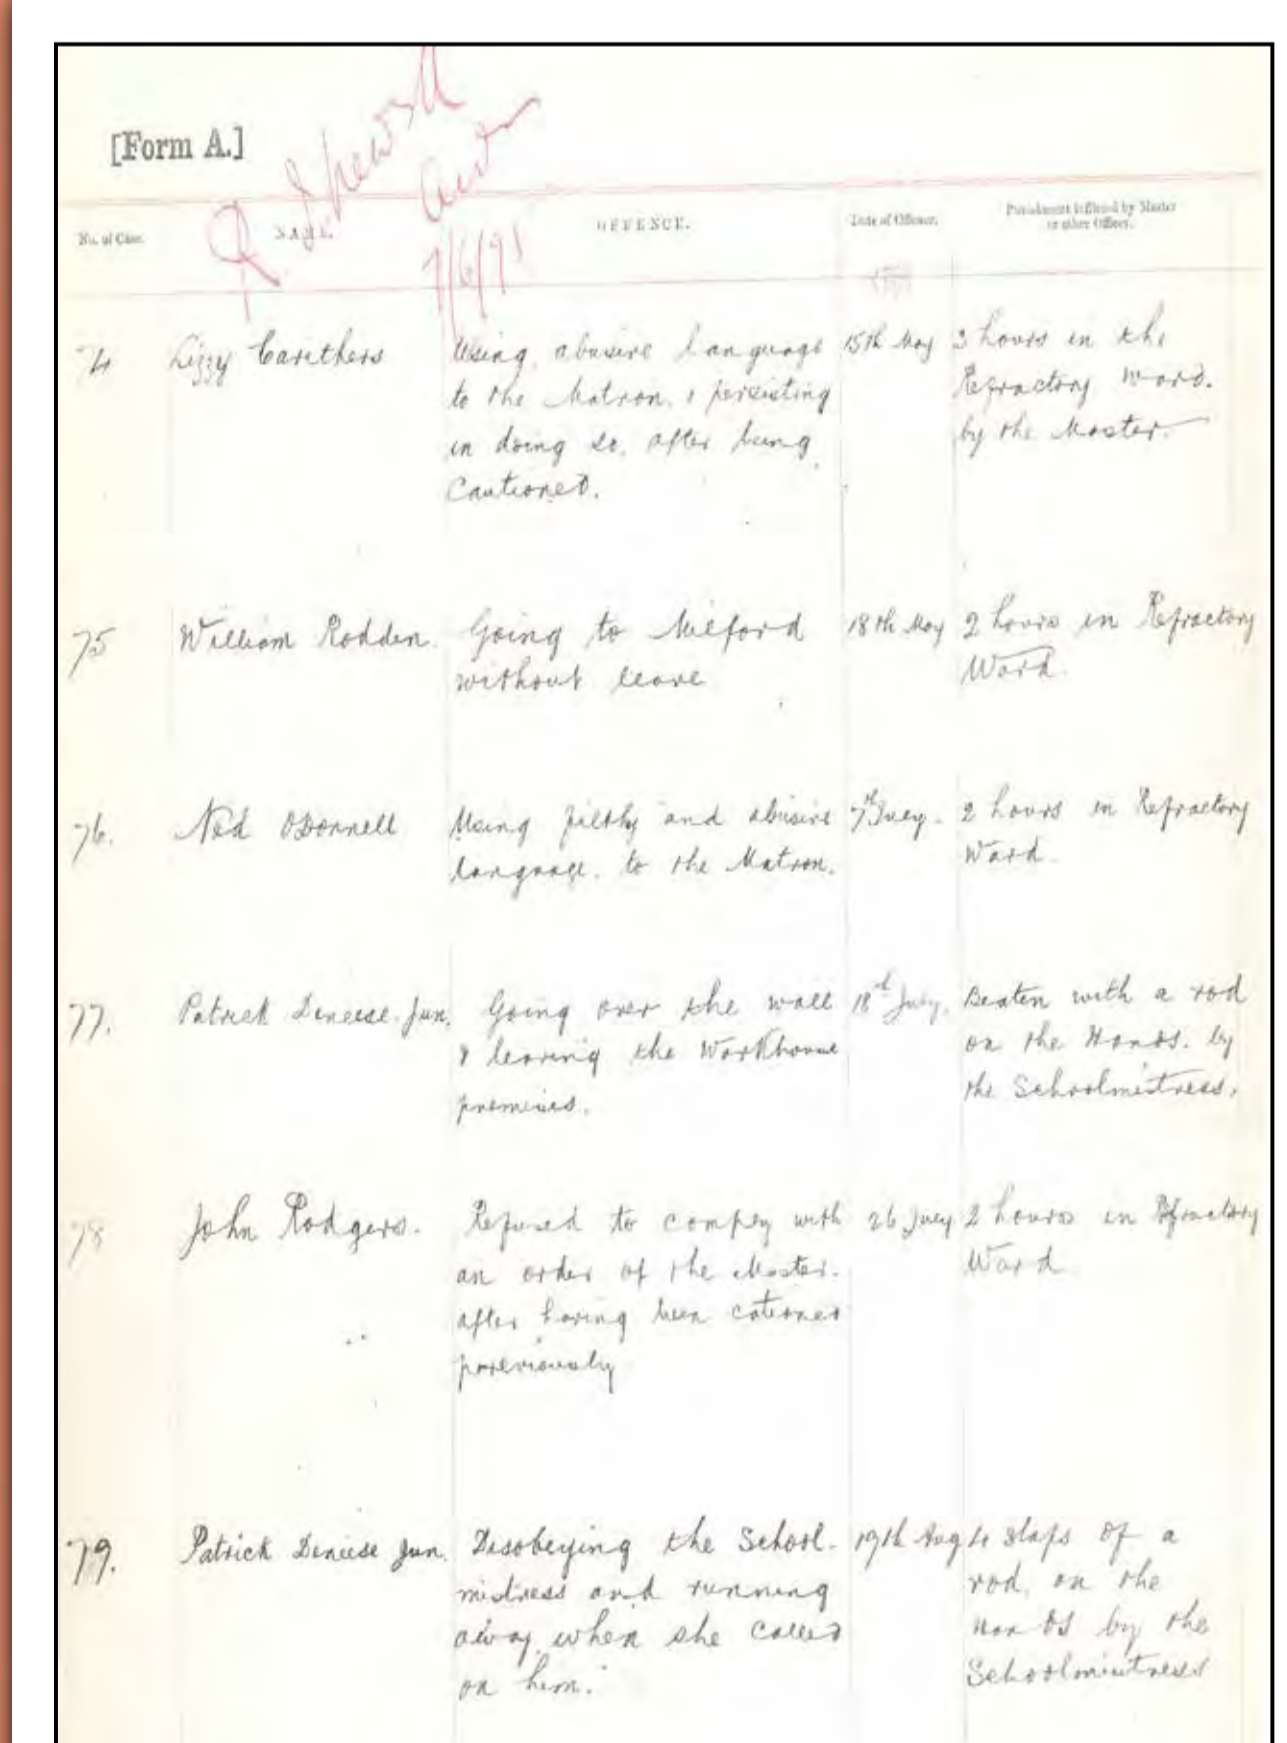 [Form A.]
7/6/91
No. of Case.
NAME.
OFFENCE.
Date of Offence.
Punishment inflicted by Master
or other Officer.
74
Lizzy Caruthers
Using abusive language
to the Matron, & persisting
in doing so, after being
Cautioned.
15th May
3 hours in the
Refractory Ward.
by the Master.
75
William Rodden.
Going to Milford
without leave
18th May
2 hours in Refractory
Ward.
76.
Ned ODonnell
Using filthy and abusive
language. to the Matron.
7th July.
2 hours in Refractory
Ward.
77.
Patrick Jun.
Going over the wall
& leaving the Workhouse
premises.
18th July.
Beaten with a rod
on the Hands. by
the Schoolmistress.
78
John Rodgers.
Refused to comply with
an order of the Master.
after having been
previously
26 July
2 hours in Refractory
Ward
79.
Patrick Jun.
Disobeying the School-
mistress and running
away when she called
on him.
19th Aug
4 slaps of a
rod, on the
Hands by the
Schoolmistress